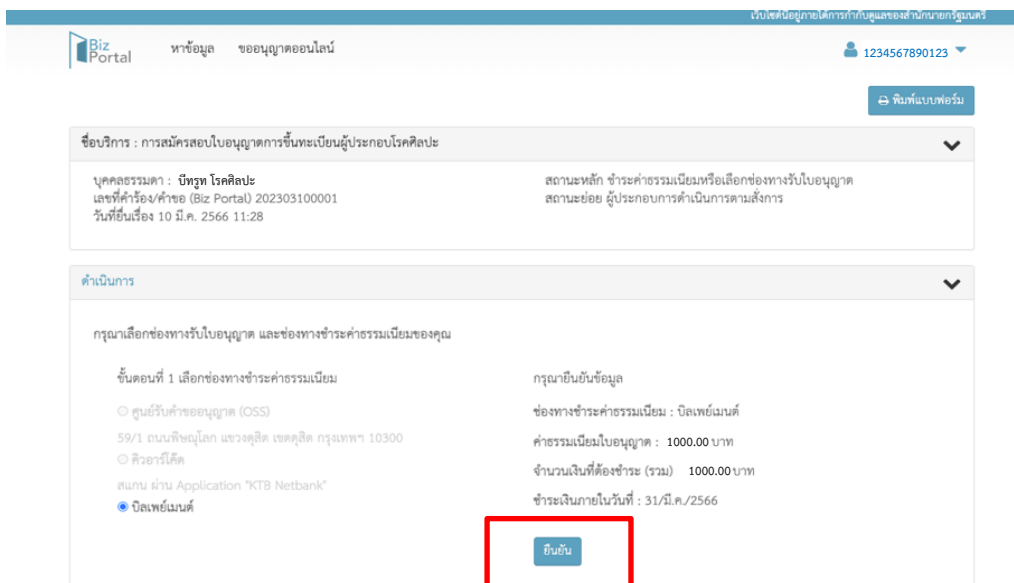 เว็บไซต์นี้อยู่ภายใต้การกำกับดูแลของสำนักนายกรัฐมนตรี
Biz Portal หาข้อมูล ขออนุญาตออนไลน์ 1234567890123
พิมพ์แบบฟอร์ม
ชื่อบริการ : การสมัครสอบใบอนุญาตการขึ้นทะเบียนผู้ประกอบโรคศิลปะ
บุคคลธรรมดา : บีทรูท โรคศิลปะ
เลขที่คำร้อง/คำขอ (Biz Portal) 202303100001
วันที่ยื่นเรื่อง 10 มี.ค. 2566 11:28
สถานะหลัก ชำระค่าธรรมเนียมหรือเลือกช่องทางรับใบอนุญาต
สถานะย่อย ผู้ประกอบการดำเนินการตามสั่งการ
ดำเนินการ
กรุณาเลือกช่องทางรับใบอนุญาต และช่องทางชำระค่าธรรมเนียมของคุณ
ขั้นตอนที่ 1 เลือกช่องทางชำระค่าธรรมเนียม
ศูนย์รับคำขออนุญาต (OSS)
59/1 ถนนพิษณุโลก แขวงดุสิต เขตดุสิต กรุงเทพฯ 10300
คิวอาร์โค๊ด
สแกน ผ่าน Application "KTB Netbank"
บิลเพย์เมนต์
กรุณายืนยันข้อมูล
ช่องทางชำระค่าธรรมเนียม : บิลเพย์เมนต์
ค่าธรรมเนียมใบอนุญาต : 1000.00 บาท
จำนวนเงินที่ต้องชำระ (รวม) 1000.00 บาท
ชำระเงินภายในวันที่ : 31/มี.ค./2566
ยืนยัน